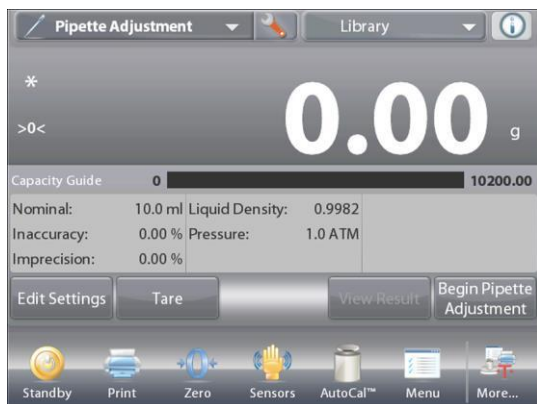 Pipette Adjustment
Library
*
>0<
0.00 g
Capacity Guide 0 10200.00
Nominal: 10.0 ml Liquid Density: 0.9982
Inaccuracy: 0.00 % Pressure: 1.0 ATM
Imprecision: 0.00 %
Edit Settings
Tare
View Result
Begin Pipette
Adjustment
Standby
Print
Zero
Sensors
AutoCal™
Menu
More...